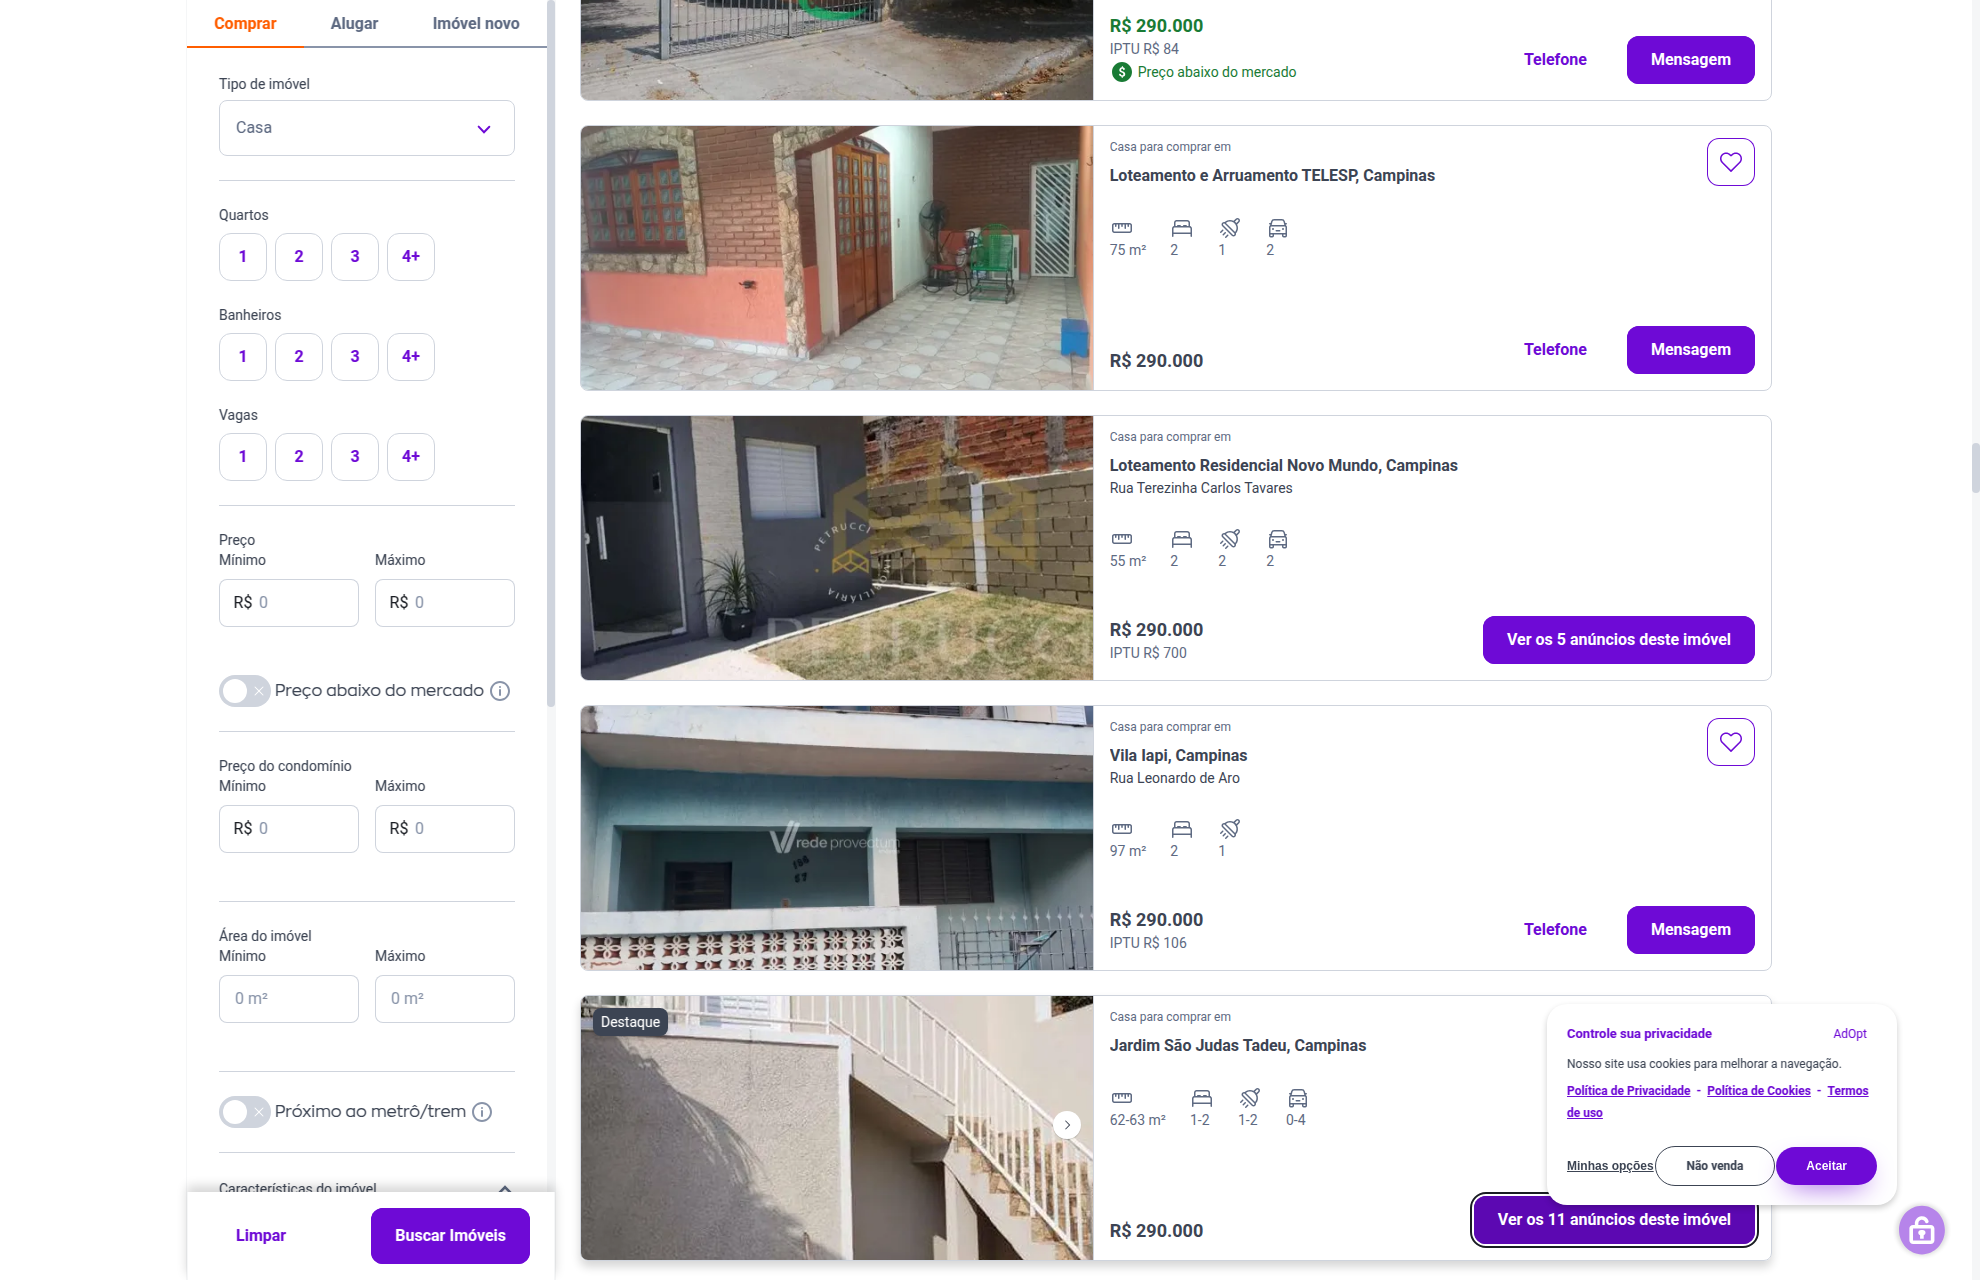 Comprar
Alugar
Imóvel novo
Tipo de imóvel
Casa
Quartos
1
2
3
4+
Banheiros
1
2
3
4+
Vagas
1
2
3
4+
Preço
Mínimo
Máximo
R$ 0
R$ 0
Preço abaixo do mercado
Preço do condomínio
Mínimo
Máximo
R$ 0
R$ 0
Área do imóvel
Mínimo
Máximo
0 m²
0 m²
Próximo ao metrô/trem
Características do imóvel
Limpar
Buscar Imóveis
R$ 290.000
IPTU R$ 84
Preço abaixo do mercado
Telefone
Mensagem
Casa para comprar em
Loteamento e Arruamento TELESP, Campinas
75 m²
2
1
2
R$ 290.000
Telefone
Mensagem
PETRUCCI
IMOBILIÁRIA
PETRUCCI
Casa para comprar em
Loteamento Residencial Novo Mundo, Campinas
Rua Terezinha Carlos Tavares
55 m²
2
2
2
R$ 290.000
IPTU R$ 700
Ver os 5 anúncios deste imóvel
rede provectum
Casa para comprar em
Vila Iapi, Campinas
Rua Leonardo de Aro
97 m²
2
1
R$ 290.000
IPTU R$ 106
Telefone
Mensagem
Destaque
Casa para comprar em
Jardim São Judas Tadeu, Campinas
62-63 m²
1-2
1-2
0-4
R$ 290.000
Ver os 11 anúncios deste imóvel
Controle sua privacidade
AdOpt
Nosso site usa cookies para melhorar a navegação.
Política de Privacidade - Política de Cookies - Termos
de uso
Minhas opções
Não venda
Aceitar